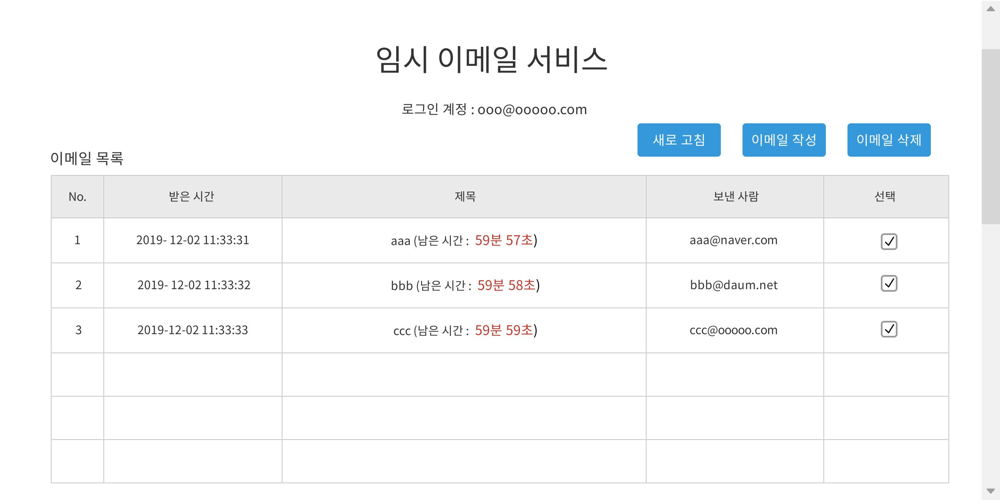 임시 이메일 서비스
로그인 계정 : ooo@ooooo.com
새로 고침 이메일 작성 이메일 삭제
이메일 목록
No. 받은 시간 제목 보낸 사람 선택
1 2019- 12-02 11:33:31 aaa (남은 시간 : 59분 57초) aaa@naver.com
2 2019- 12-02 11:33:32 bbb (남은 시간 : 59분 58초) bbb@daum.net
3 2019-12-02 11:33:33 ccc (남은 시간 : 59분 59초) ccc@ooooo.com